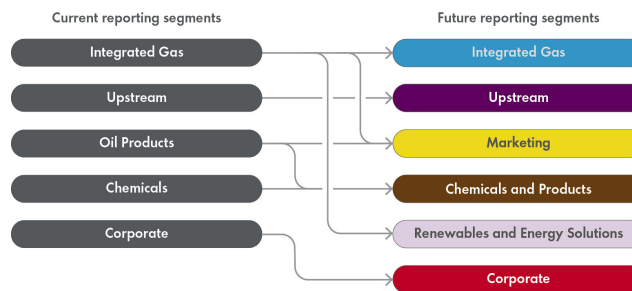 Current reporting segments
Future reporting segments
Integrated Gas
Integrated Gas
Upstream
Upstream
Oil Products
Marketing
Chemicals
Chemicals and Products
Corporate
Renewables and Energy Solutions
Corporate